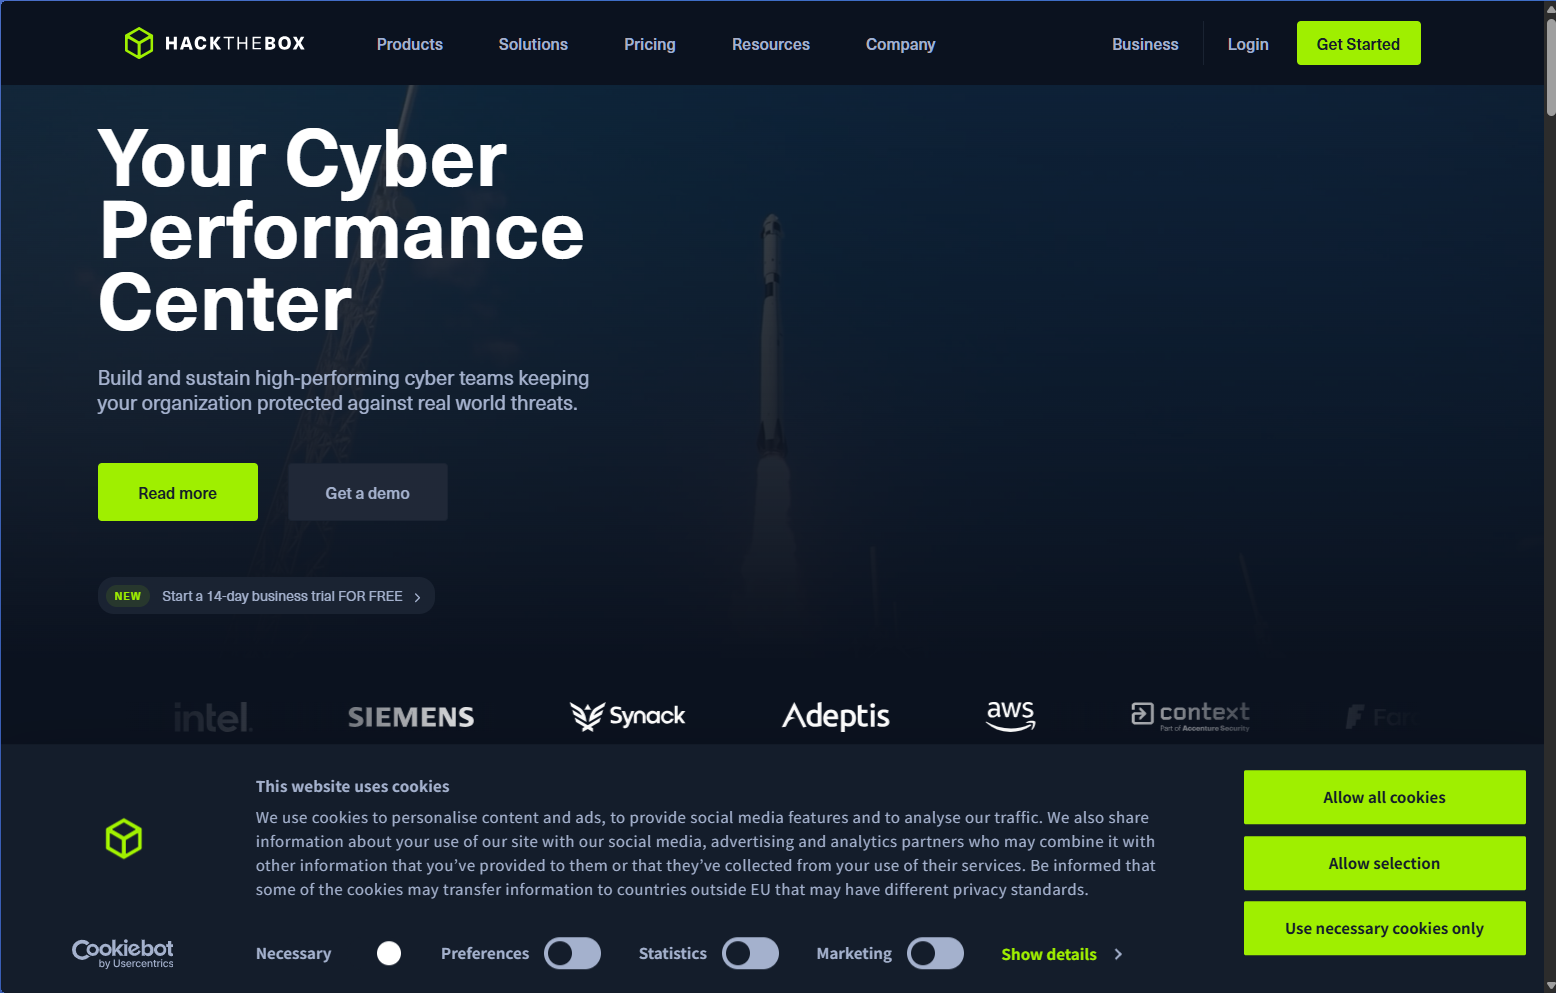 HACKTHEBOX
Products
Solutions
Pricing
Resources
Company
Business
Login
Get Started
Your Cyber
Performance
Center
Build and sustain high-performing cyber teams keeping
your organization protected against real world threats.
Read more
Get a demo
NEW Start a 14-day business trial FOR FREE
intel.
SIEMENS
Synack
Adeptis
aws
context
Part of Accenture Security
This website uses cookies
We use cookies to personalise content and ads, to provide social media features and to analyse our traffic. We also share
information about your use of our site with our social media, advertising and analytics partners who may combine it with
other information that you’ve provided to them or that they’ve collected from your use of their services. Be informed that
some of the cookies may transfer information to countries outside EU that may have different privacy standards.
Allow all cookies
Allow selection
Use necessary cookies only
Cookiebot
by Usercentrics
Necessary
Preferences
Statistics
Marketing
Show details